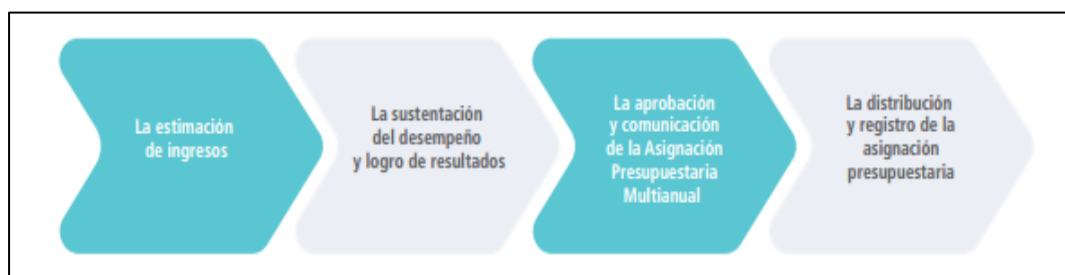 La estimación
de ingresos
La sustentación
del desempeño
y logro de resultados
La aprobación
y comunicación
de la Asignación
Presupuestaria
Multianual
La distribución
y registro de la
asignación
presupuestaria